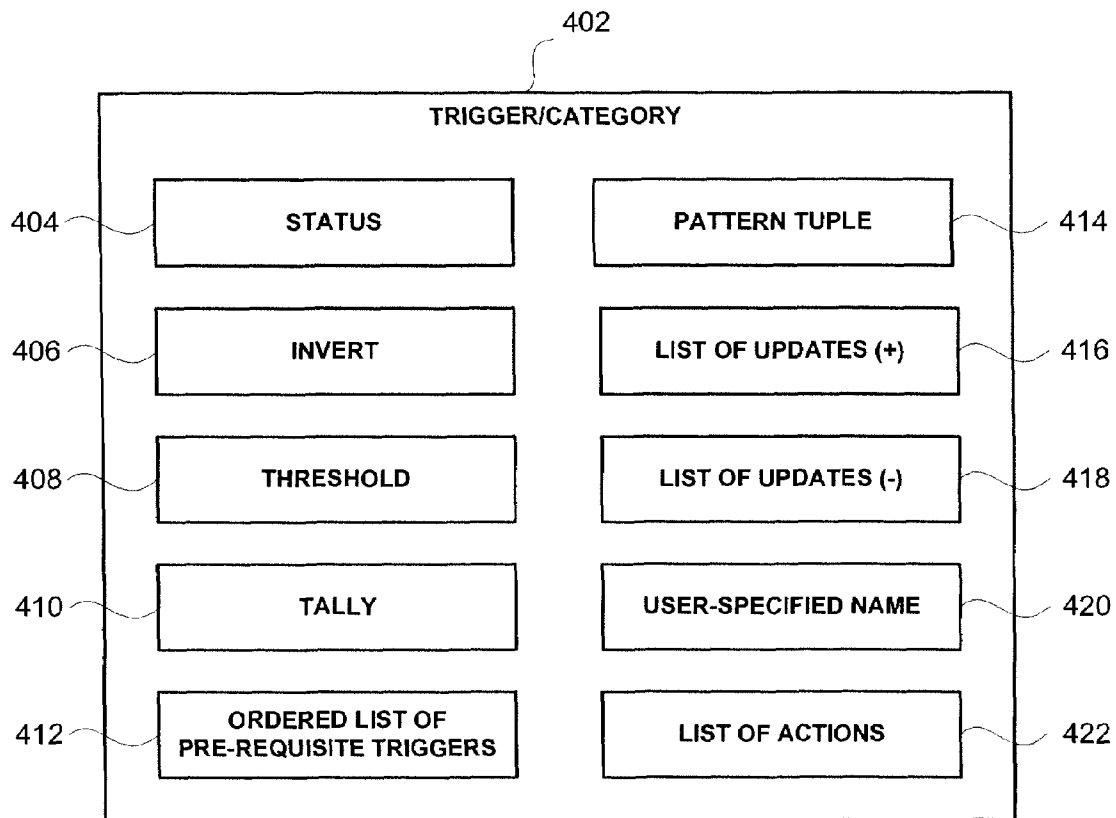 402
TRIGGER/CATEGORY
404
STATUS
PATTERN TUPLE
414
406
INVERT
LIST OF UPDATES (+)
416
408
THRESHOLD
LIST OF UPDATES (-)
418
410
TALLY
USER-SPECIFIED NAME
420
412
ORDERED LIST OF
PRE-REQUISITE TRIGGERS
LIST OF ACTIONS
422